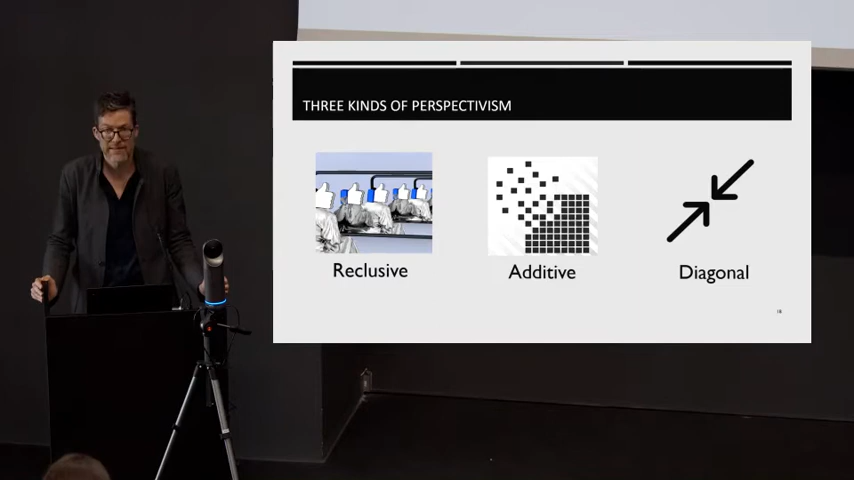 THREE KINDS OF PERSPECTIVISM
Reclusive
Additive
Diagonal